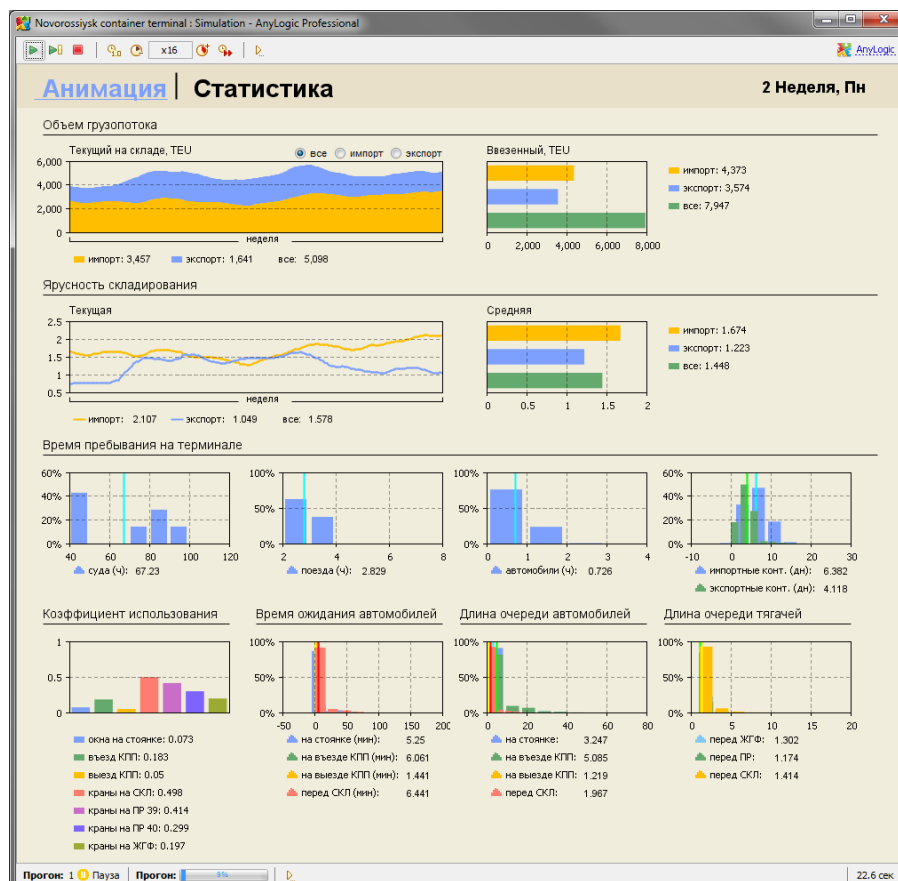 Novorossiysk container terminal : Simulation - AnyLogic Professional
x16
AnyLogic
Анимация | Статистика
2 Неделя, Пн
Объем грузопотока
Текущий на складе, TEU
все импорт экспорт
6,000
4,000
2,000
0
неделя
импорт: 3,457 экспорт: 1,641 все: 5,098
Ввезенный, TEU
импорт: 4,373
экспорт: 3,574
все: 7,947
0 2,000 4,000 6,000 8,000
Ярусность складирования
Текущая
2.5
2
1.5
1
0.5
неделя
импорт: 2.107 экспорт: 1.049 все: 1.578
Средняя
импорт: 1.674
экспорт: 1.223
все: 1.448
0 0.5 1 1.5 2
Время пребывания на терминале
60%
40%
20%
0%
40 60 80 100 120
суда (ч): 67.23
100%
50%
0%
2 4 6 8
поезда (ч): 2.829
100%
50%
0%
0 1 2 3 4
автомобили (ч): 0.726
60%
40%
20%
0%
-10 0 10 20 30
импортные конт. (дн): 6.382
экспортные конт. (дн): 4.118
Коэффициент использования
1
0.5
0
окна на стоянке: 0.073
въезд КПП: 0.183
выезд КПП: 0.05
краны на СКЛ: 0.498
краны на ПР 39: 0.414
краны на ПР 40: 0.299
краны на ЖГФ: 0.197
Время ожидания автомобилей
100%
50%
0%
-50 0 50 100 150 200
на стоянке (мин): 5.25
на въезде КПП (мин): 6.061
на выезде КПП (мин): 1.441
перед СКЛ (мин): 6.441
Длина очереди автомобилей
100%
50%
0%
0 20 40 60 80
на стоянке: 3.247
на въезде КПП: 5.085
на выезде КПП: 1.219
перед СКЛ: 1.967
Длина очереди тягачей
100%
50%
0%
0 5 10 15 20
перед ЖГФ: 1.302
перед ПР: 1.174
перед СКЛ: 1.414
Прогон: 1 Пауза Прогон: 9% 22.6 сек